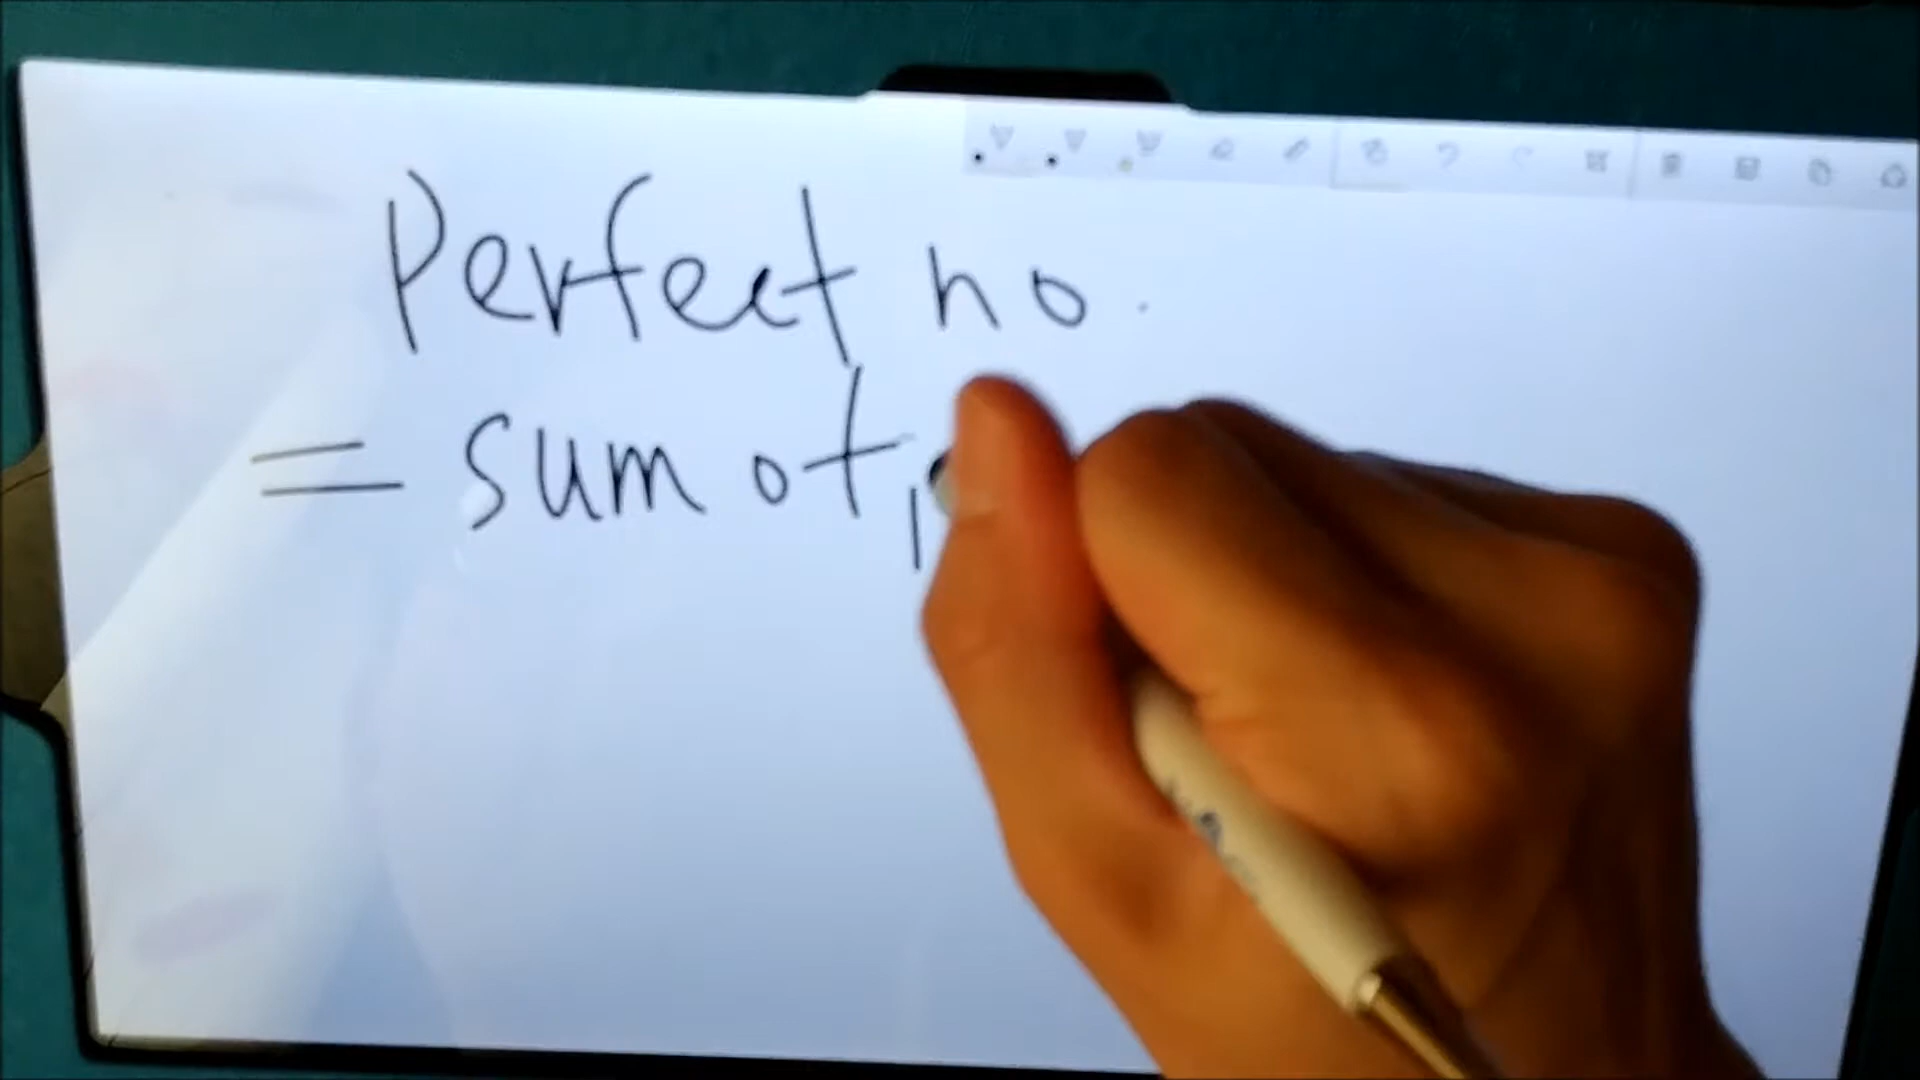 Perfect no.
= sum of